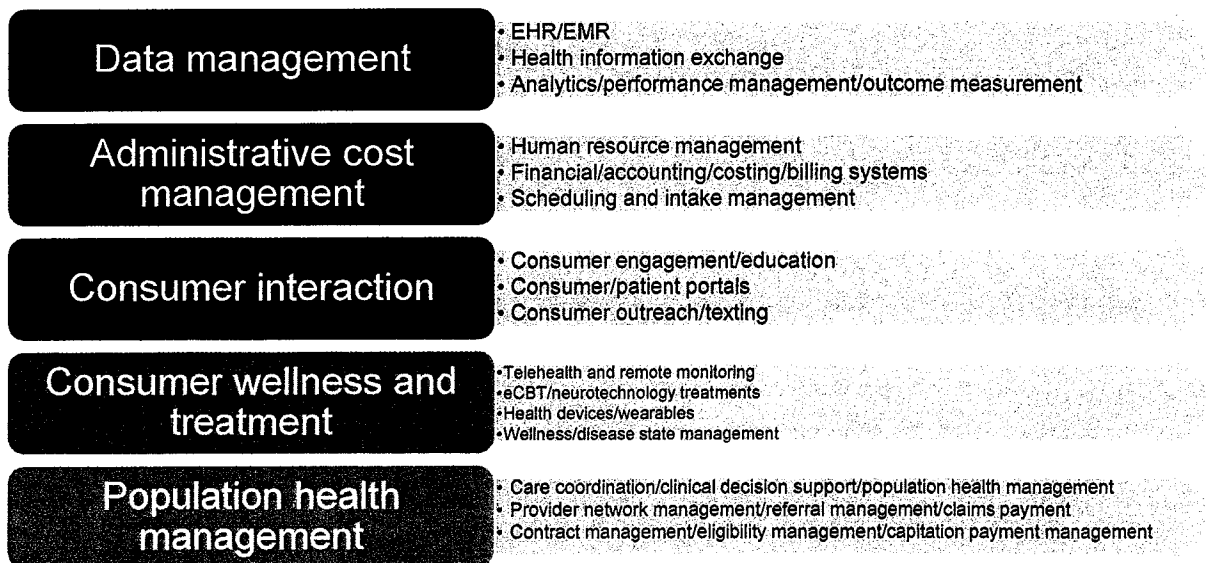 Data management
• EHR/EMR
• Health information exchange
• Analytics/performance management/outcome measurement
Administrative cost
management
• Human resource management
• Financial/accounting/costing/billing systems
• Scheduling and intake management
Consumer interaction
• Consumer engagement/education
• Consumer/patient portals
• Consumer outreach/texting
Consumer wellness and
treatment
•Telehealth and remote monitoring
•eCBT/neurotechnology treatments
•Health devices/wearables
•Wellness/disease state management
Population health
management
• Care coordination/clinical decision support/population health management
• Provider network management/referral management/claims payment
• Contract management/eligibility management/capitation payment management